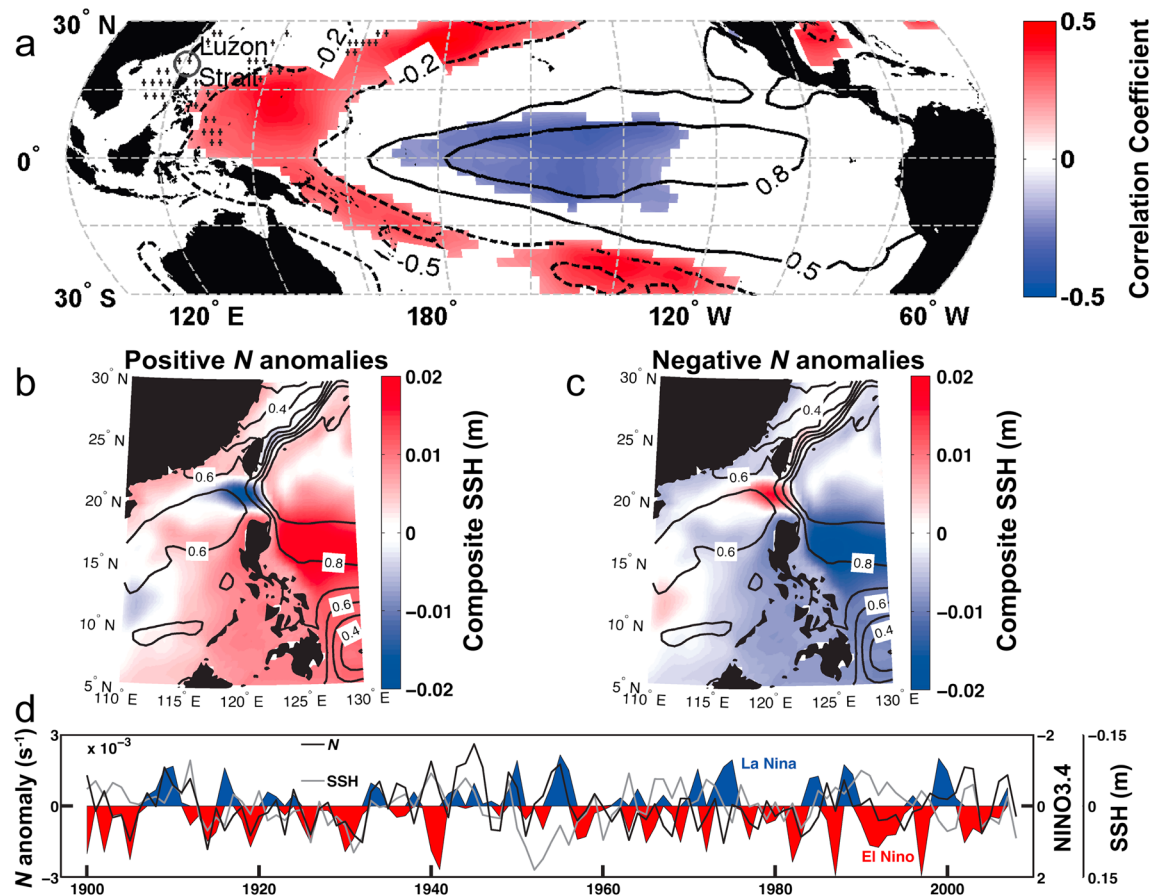 a
30° N
0°
30° S
Luzon
Strait
-0.2
-0.2
-0.5
0.8
0.5
120° E
180°
120° W
60° W
0.5
0
-0.5
Correlation Coefficient
b
Positive N anomalies
30° N
25° N
20° N
15° N
10° N
5° N
110° E
115° E
120° E
125° E
130° E
0.4
0.6
0.6
0.8
0.6
0.4
0.02
0.01
0
−0.01
−0.02
Composite SSH (m)
c
Negative N anomalies
30° N
25° N
20° N
15° N
10° N
5° N
110° E
115° E
120° E
125° E
130° E
0.4
0.6
0.6
0.8
0.6
0.4
0.02
0.01
0
−0.01
−0.02
Composite SSH (m)
d
N anomaly (s-1)
3
0
−3
x 10-3
N
SSH
La Nina
El Nino
1900
1920
1940
1960
1980
2000
−2
0
2
NINO3.4
−0.15
0
0.15
SSH (m)